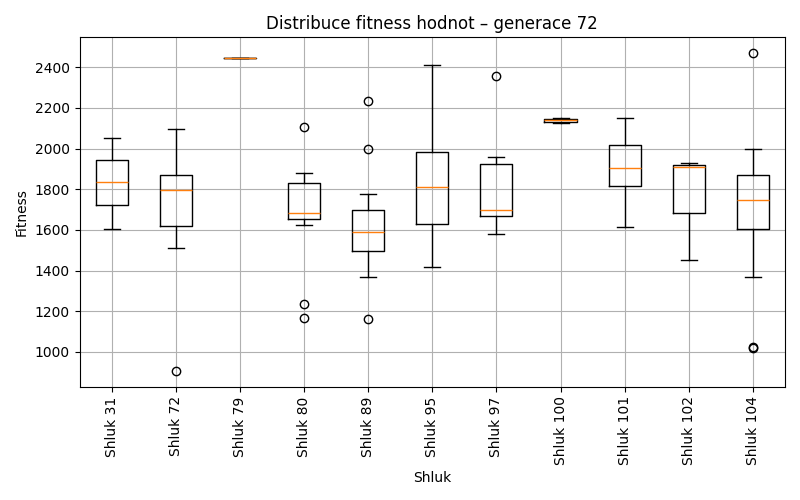 Distribuce fitness hodnot – generace 72
Fitness
2400
2200
2000
1800
1600
1400
1200
1000
Shluk 31
Shluk 72
Shluk 79
Shluk 80
Shluk 89
Shluk 95
Shluk 97
Shluk 100
Shluk 101
Shluk 102
Shluk 104
Shluk